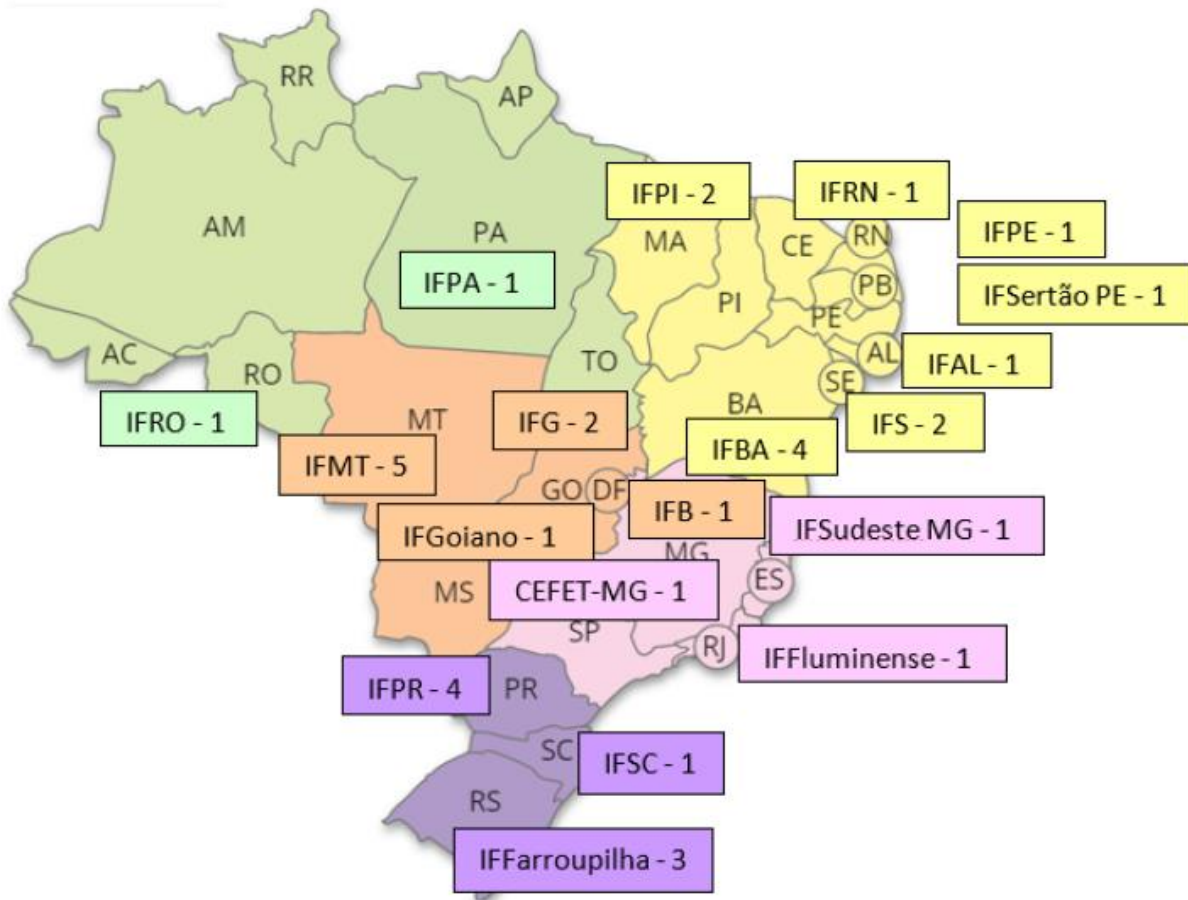 RR
AP
IFPI - 2
IFRN - 1
AM
PA
MA
CE
RN
IFPE - 1
IFPA - 1
PI
PB
IFSertão PE - 1
PE
AC
RO
TO
AL
IFAL - 1
SE
BA
IFRO - 1
MT
IFG - 2
IFS - 2
IFMT - 5
IFBA - 4
GO
DF
IFB - 1
IFSudeste MG - 1
IFGoiano - 1
MG
MS
CEFET-MG - 1
ES
SP
RJ
IFFluminense - 1
IFPR - 4
PR
SC
IFSC - 1
RS
IFFarroupilha - 3